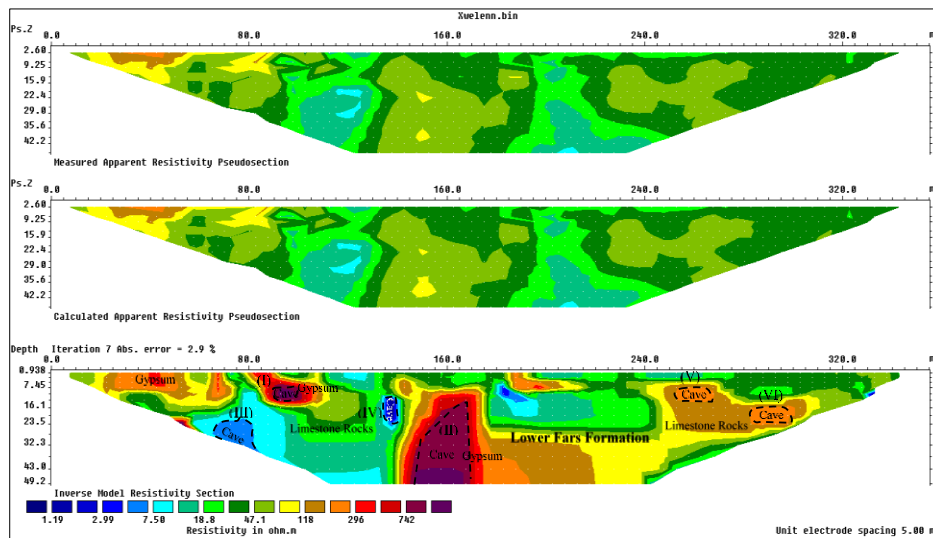 Xwelenn.bin
Ps.Z 0.0 80.0 160.0 240.0 320.0 m
2.60
9.25
15.9
22.4
29.0
35.6
42.2
Measured Apparent Resistivity Pseudosection
Ps.Z 0.0 80.0 160.0 240.0 320.0 m
2.60
9.25
15.9
22.4
29.0
35.6
42.2
Calculated Apparent Resistivity Pseudosection
Depth Iteration 7 Abs. error = 2.9 %
0.0 80.0 160.0 240.0 320.0 m
0.938
7.45
16.1
23.5
32.3
43.0
49.2
Gypsum (I) Gypsum (V)
Cave Cave
(III) (IV) Cave (VI)
Cave Limestone Rocks (II) Limestone Rocks Cave
Lower Fars Formation
Cave Gypsum
Inverse Model Resistivity Section
1.19 2.99 7.50 18.8 47.1 118 296 742
Resistivity in ohm.m Unit electrode spacing 5.00 m